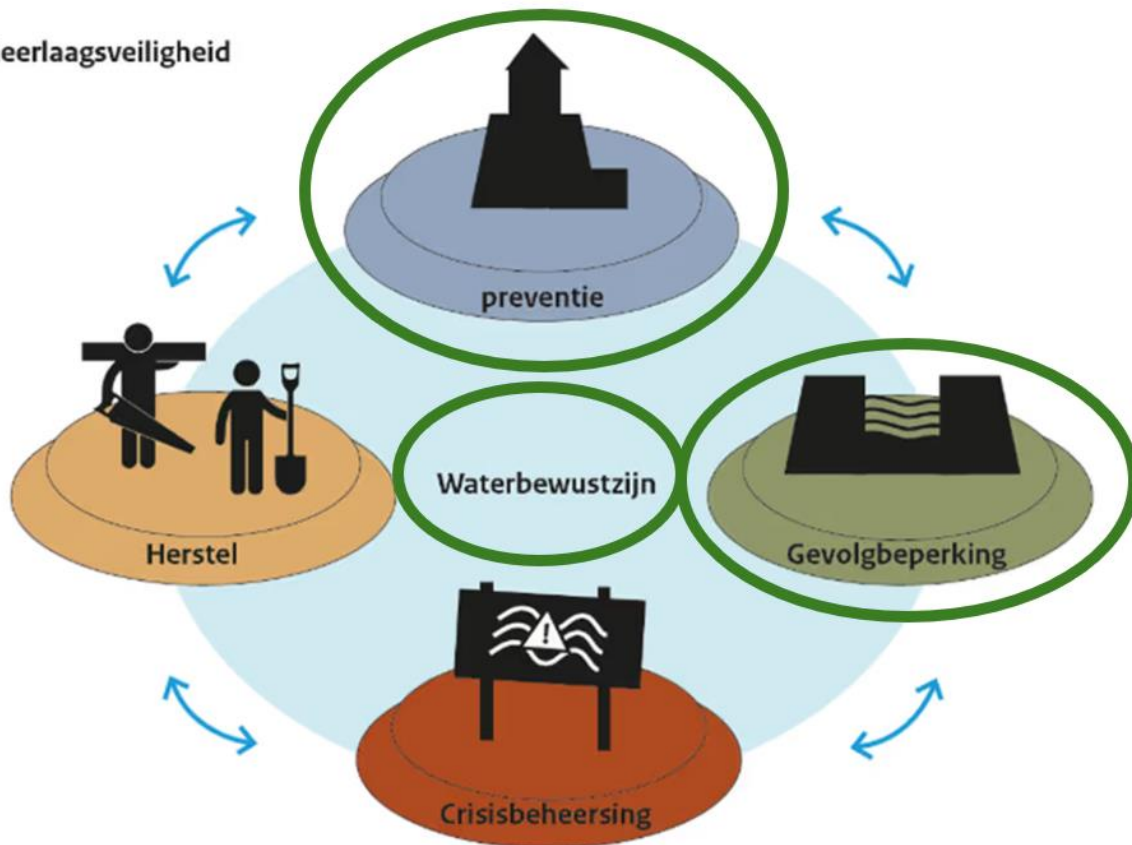 eerlaagsveiligheid
preventie
Waterbewustzijn
Herstel
Gevolgbeperking
!
Crisisbeheersing